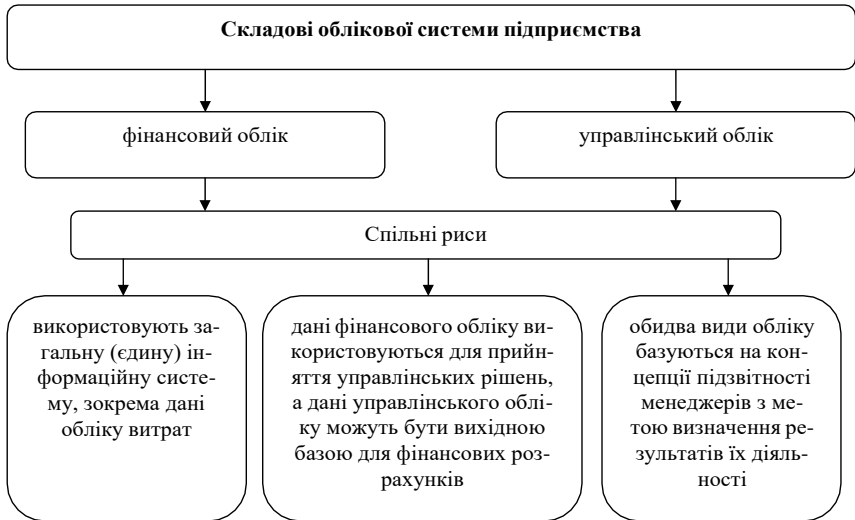 Складові облікової системи підприємства
фінансовий облік
управлінський облік
Спільні риси
використовують за-
гальну (єдину) ін-
формаційну систе-
му, зокрема дані
обліку витрат
дані фінансового обліку ви-
користовуються для прий-
няття управлінських рішень,
а дані управлінського облі-
ку можуть бути вихідною
базою для фінансових роз-
рахунків
обидва види обліку
базуються на кон-
цепції підзвітності
менеджерів з ме-
тою визначення ре-
зультатів їх діяль-
ності